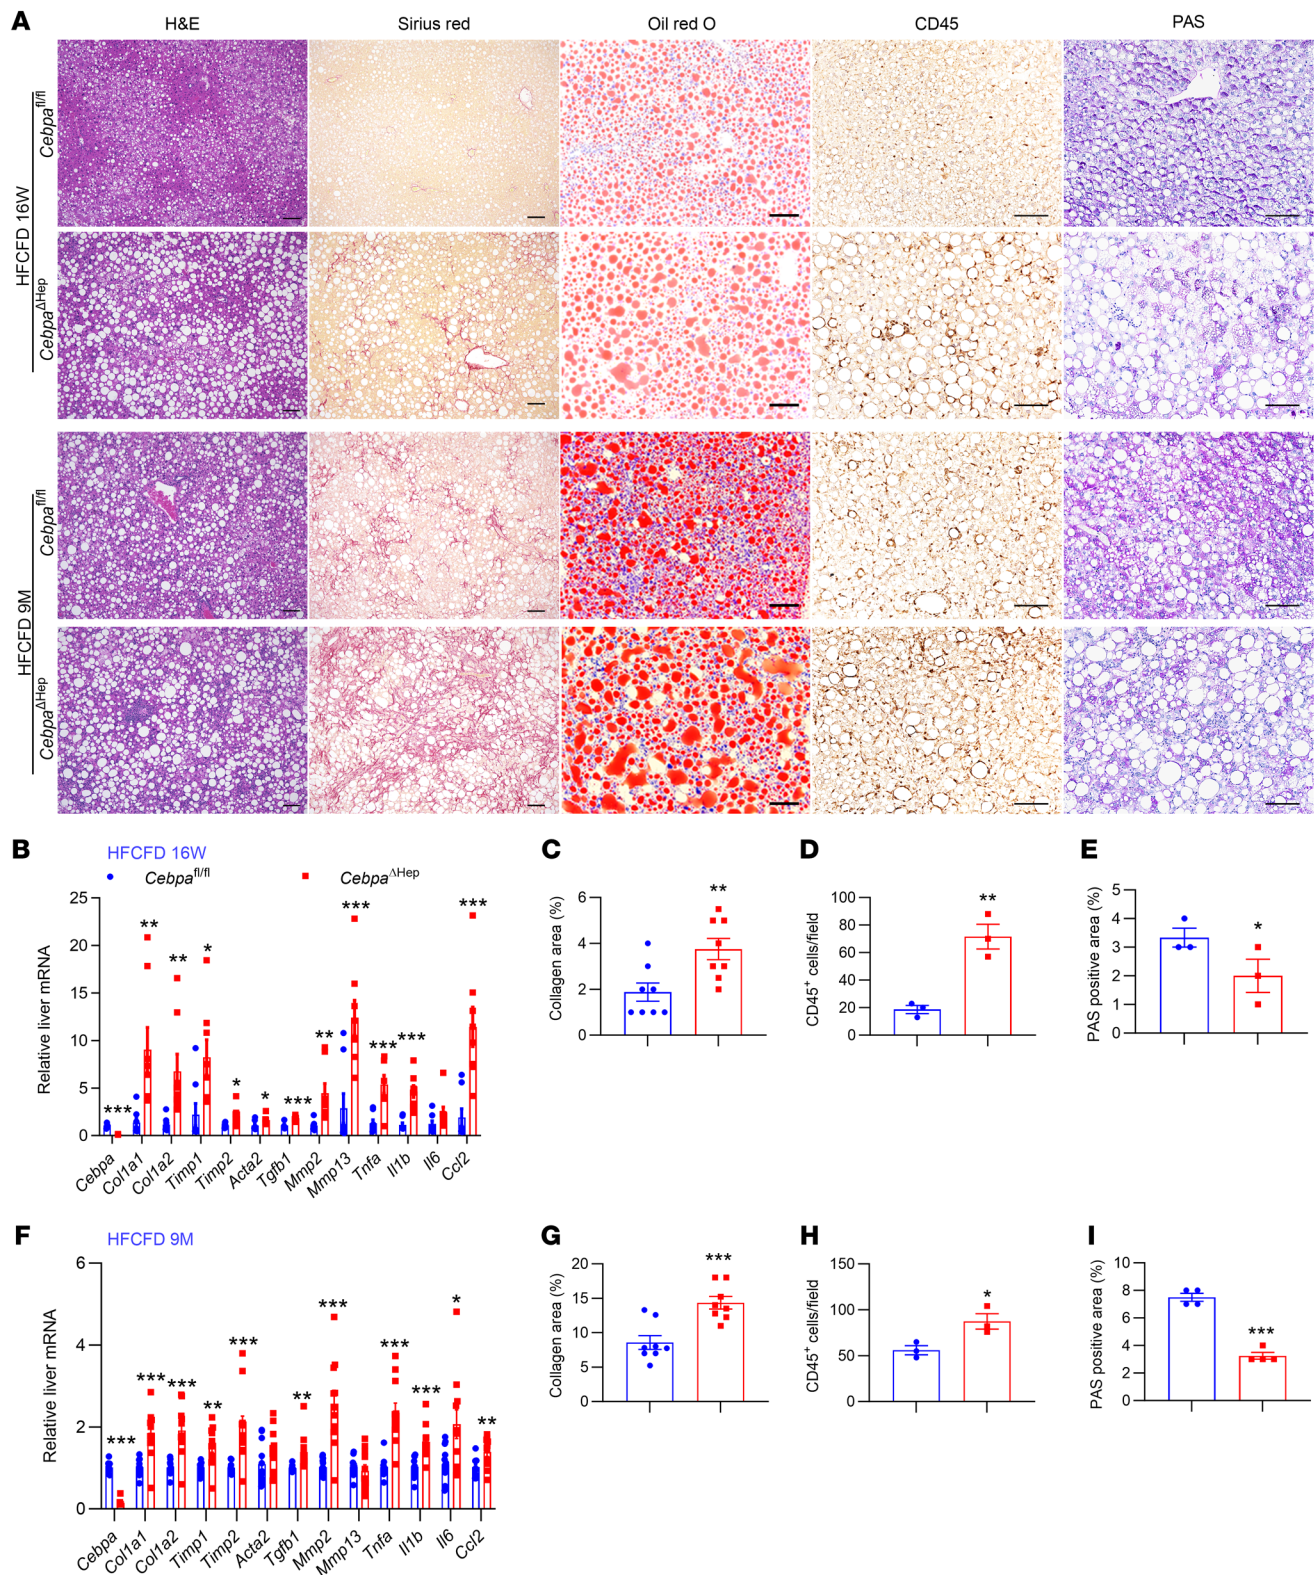 A
H&E Sirius red Oil red O CD45 PAS
HFCFD 16W
Cebpa^fl/fl
Cebpa^ΔHep
HFCFD 9M
Cebpa^fl/fl
Cebpa^ΔHep
B
HFCFD 16W
Cebpa^fl/fl Cebpa^ΔHep
Relative liver mRNA
25
20
15
10
5
0
*** ** ** * * * *** ** *** *** *** ***
Cebpa Col1a1 Col1a2 Timp1 Timp2 Acta2 Tgfb1 Mmp2 Mmp13 Tnfa Il1b Il6 Ccl2
C
Collagen area (%)
6
4
2
0
**
D
CD45+ cells/field
100
80
60
40
20
0
**
E
PAS positive area (%)
5
4
3
2
1
0
*
F
HFCFD 9M
Relative liver mRNA
6
4
2
0
*** *** *** ** *** ** *** *** *** * **
Cebpa Col1a1 Col1a2 Timp1 Timp2 Acta2 Tgfb1 Mmp2 Mmp13 Tnfa Il1b Il6 Ccl2
G
Collagen area (%)
20
15
10
5
0
***
H
CD45+ cells/field
150
100
50
0
*
I
PAS positive area (%)
10
8
6
4
2
0
***